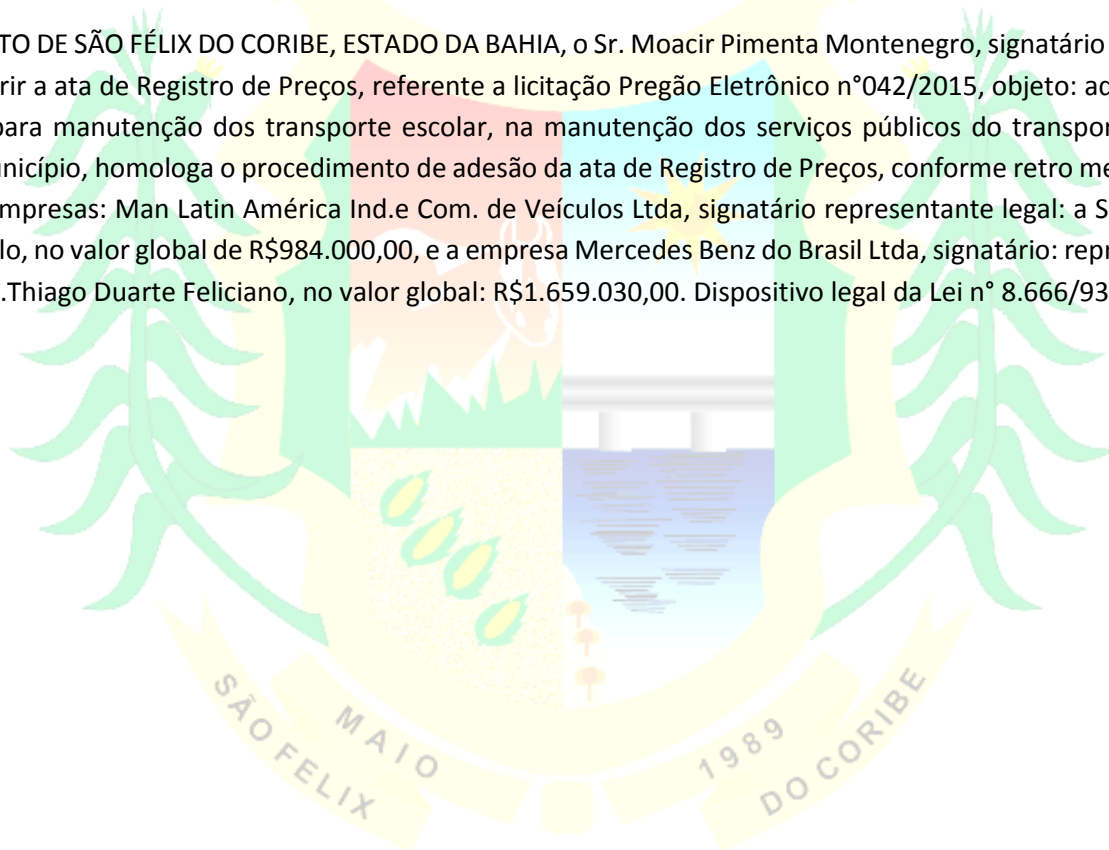 TO DE SÃO FÉLIX DO CORIBE, ESTADO DA BAHIA, o Sr. Moacir Pimenta Montenegro, signatário
rir a ata de Registro de Preços, referente a licitação Pregão Eletrônico n°042/2015, objeto: ad
para manutenção dos transporte escolar, na manutenção dos serviços públicos do transpor
unicípio, homologa o procedimento de adesão da ata de Registro de Preços, conforme retro me
mpresas: Man Latin América Ind.e Com. de Veículos Ltda, signatário representante legal: a S
lo, no valor global de R$984.000,00, e a empresa Mercedes Benz do Brasil Ltda, signatário: repr
.Thiago Duarte Feliciano, no valor global: R$1.659.030,00. Dispositivo legal da Lei n° 8.666/93
SÃO FELIX
MAIO
1989
DO CORIBE